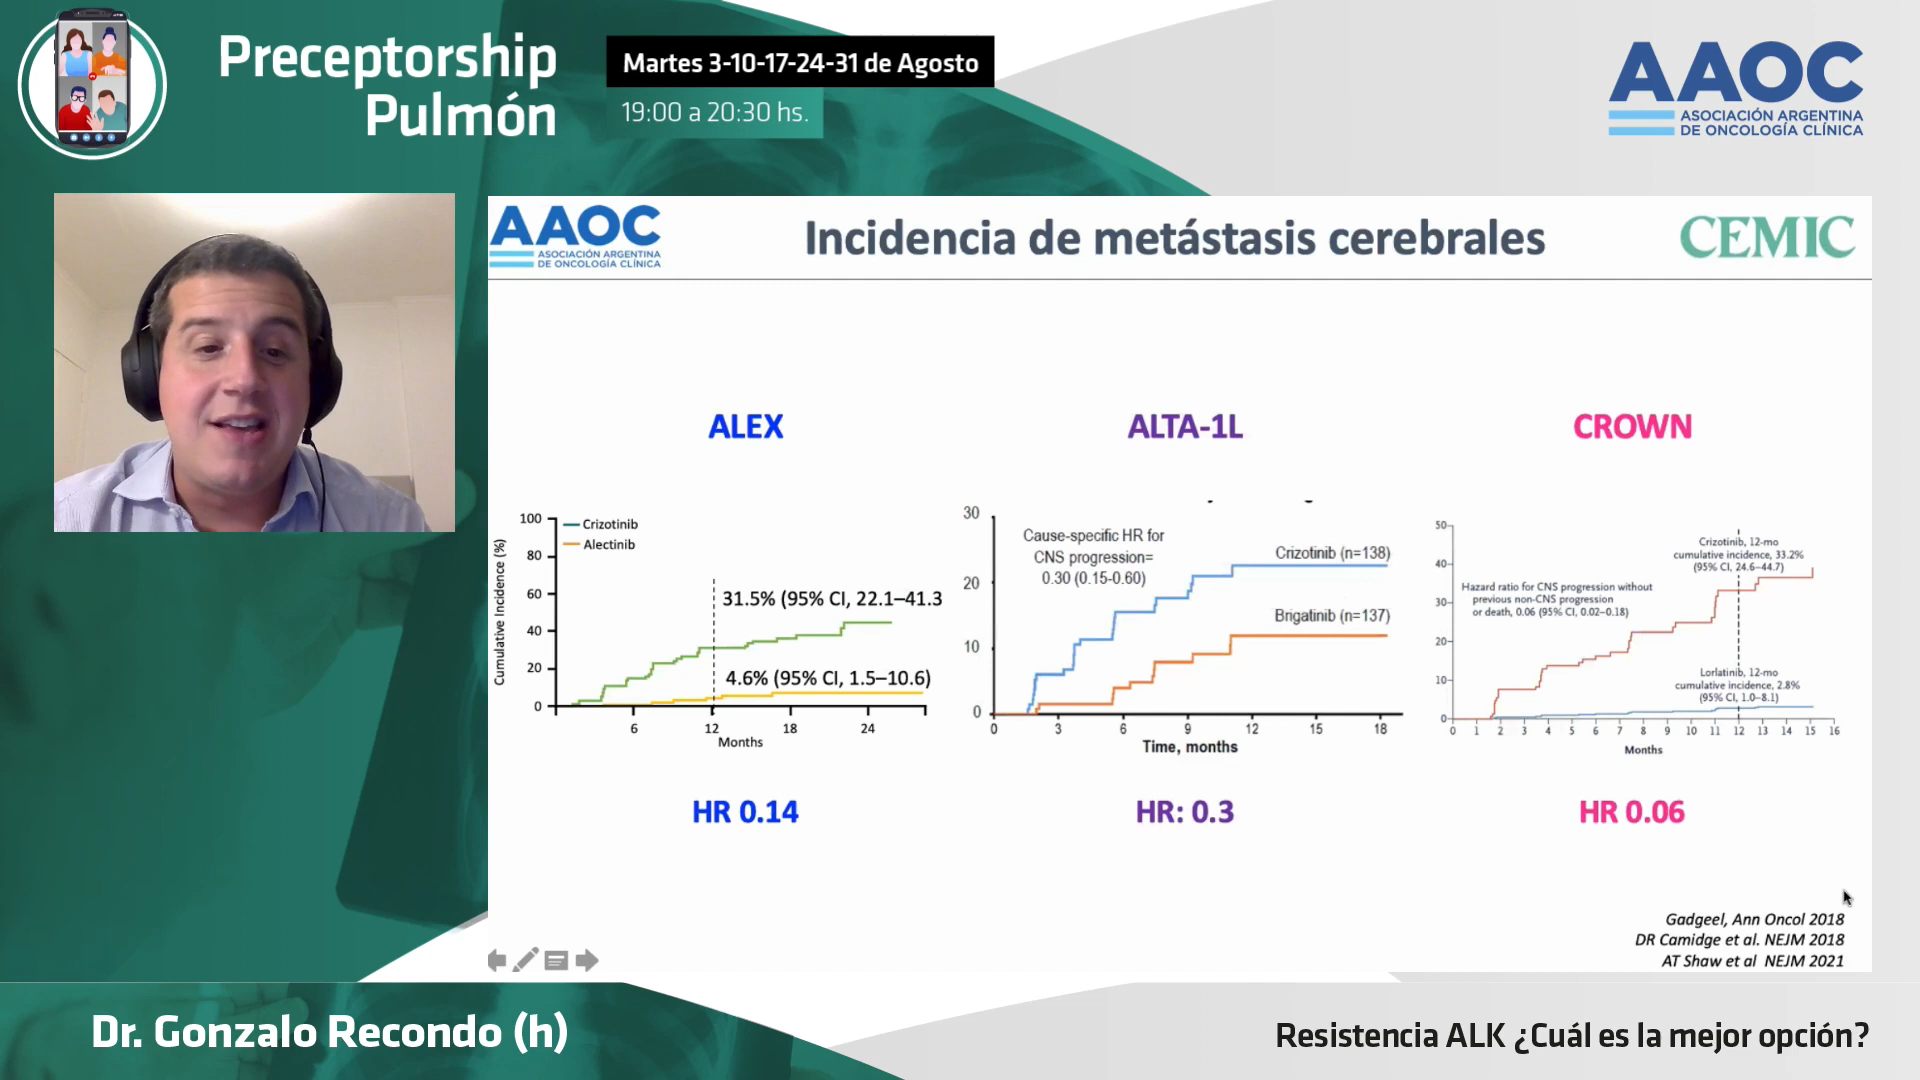 Preceptorship
Pulmón
Martes 3-10-17-24-31 de Agosto
19:00 a 20:30 hs.
AAOC
ASOCIACIÓN ARGENTINA
DE ONCOLOGÍA CLÍNICA
AAOC
ASOCIACIÓN ARGENTINA
DE ONCOLOGÍA CLÍNICA
Incidencia de metástasis cerebrales
CEMIC
ALEX
ALTA-1L
CROWN
Cumulative Incidence (%)
100
80
60
40
20
0
Crizotinib
Alectinib
31.5% (95% CI, 22.1–41.3
4.6% (95% CI, 1.5–10.6)
6
12
18
24
Months
30
20
10
0
Cause-specific HR for
CNS progression=
0.30 (0.15-0.60)
Crizotinib (n=138)
Brigatinib (n=137)
0
3
6
9
12
15
18
Time, months
50
40
30
20
10
0
Crizotinib, 12-mo
cumulative incidence, 33.2%
(95% CI, 24.6–44.7)
Hazard ratio for CNS progression without
previous non-CNS progression
or death, 0.06 (95% CI, 0.02–0.18)
Lorlatinib, 12-mo
cumulative incidence, 2.8%
(95% CI, 1.0–8.1)
0 1 2 3 4 5 6 7 8 9 10 11 12 13 14 15 16
Months
HR 0.14
HR: 0.3
HR 0.06
Gadgeel, Ann Oncol 2018
DR Camidge et al. NEJM 2018
AT Shaw et al NEJM 2021
Dr. Gonzalo Recondo (h)
Resistencia ALK ¿Cuál es la mejor opción?